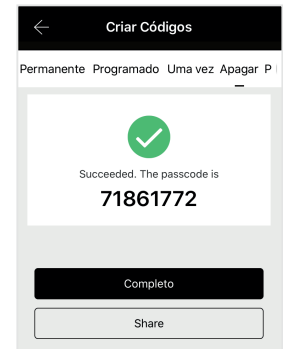 Criar Códigos
Permanente Programado Uma vez Apagar P
Succeeded. The passcode is
71861772
Completo
Share